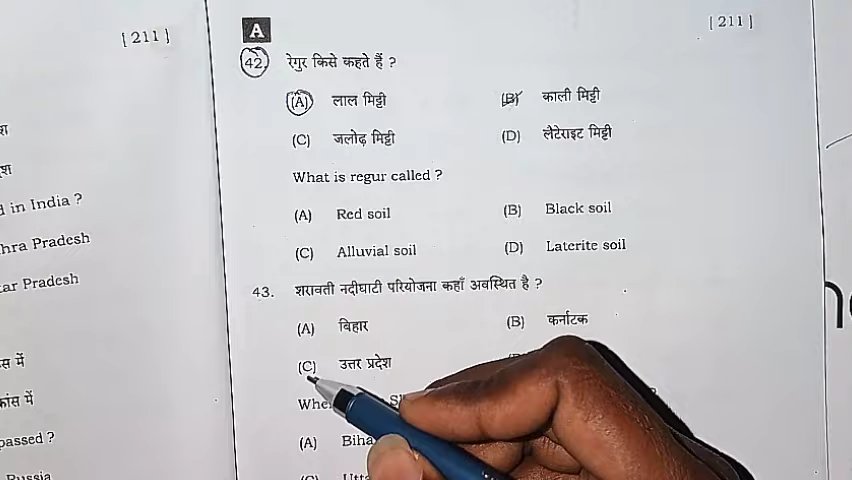 [ 211 ]
A
[ 211 ]
42. रेगुर किसे कहते हैं ?
(A) लाल मिट्टी (B) काली मिट्टी
(C) जलोढ़ मिट्टी (D) लैटेराइट मिट्टी
What is regur called ?
(A) Red soil (B) Black soil
(C) Alluvial soil (D) Laterite soil
43. शरावती नदीघाटी परियोजना कहाँ अवस्थित है ?
(A) बिहार (B) कर्नाटक
(C) उत्तर प्रदेश
(A)
in India ?
Pradesh
Pradesh
में
में
passed ?
Russia